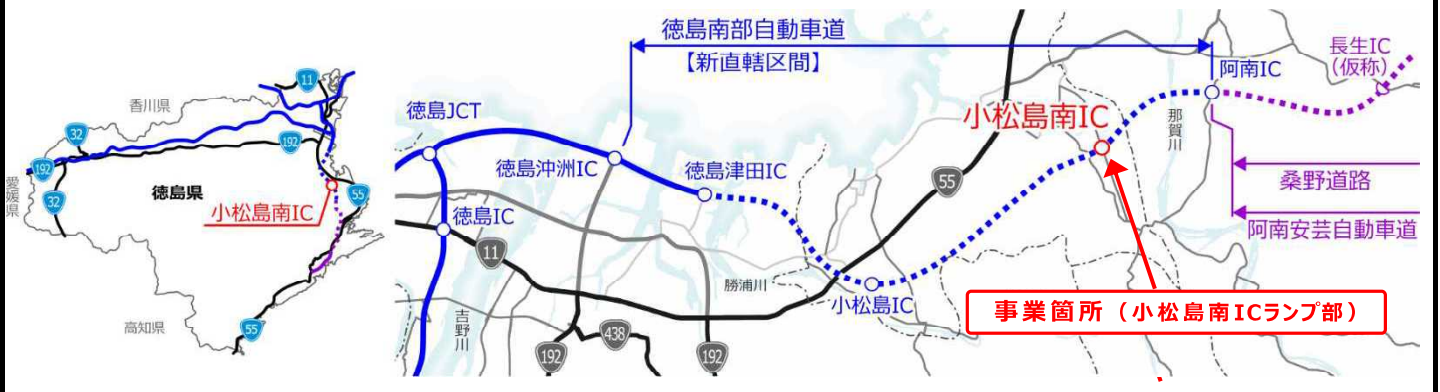 香川県
愛媛県
徳島県
高知県
小松島南IC
11
32
192
192
32
55
55
徳島南部自動車道
【新直轄区間】
徳島JCT
徳島沖洲IC
徳島津田IC
徳島IC
小松島IC
小松島南IC
阿南IC
長生IC
(仮称)
那賀川
勝浦川
吉野川
桑野道路
阿南安芸自動車道
55
11
192
438
192
事業箇所(小松島南ICランプ部)